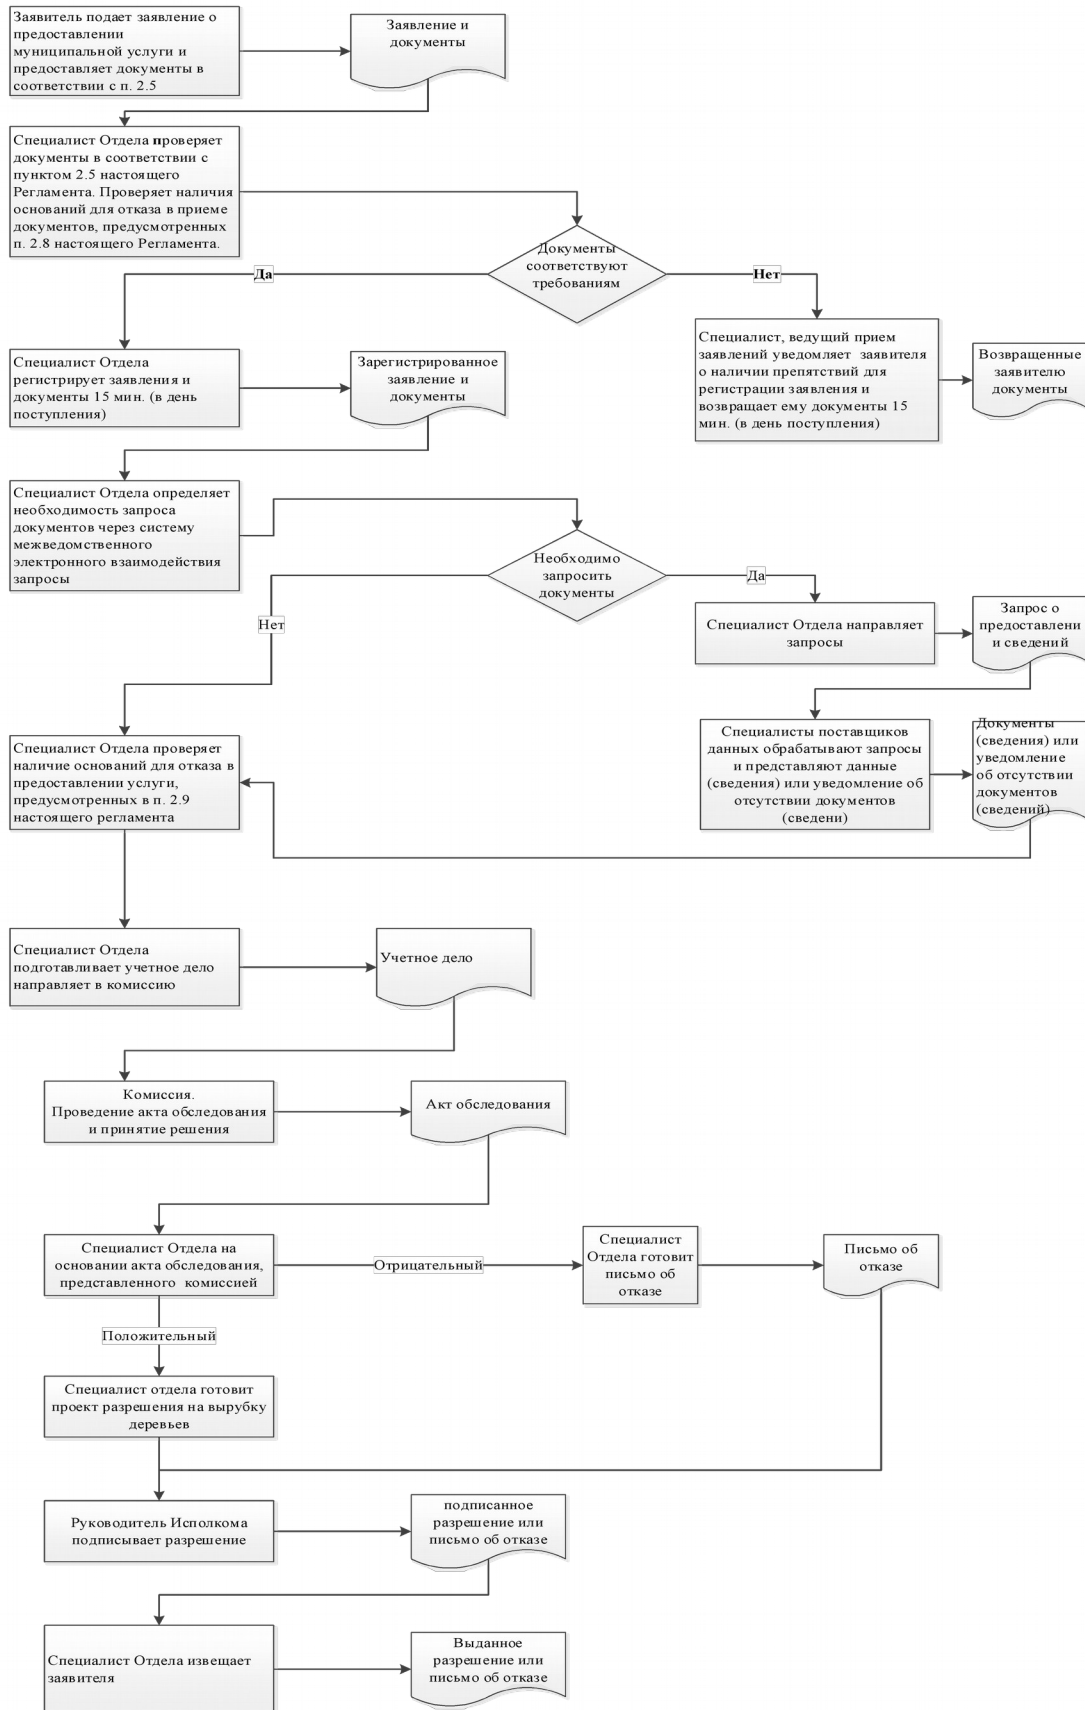 Заявитель подает заявление о
предоставлении
муниципальной услуги и
предоставляет документы в
соответствии с п. 2.5
Заявление и
документы
Специалист Отдела проверяет
документы в соответствии с
пунктом 2.5 настоящего
Регламента. Проверяет наличия
оснований для отказа в приеме
документов, предусмотренных
п. 2.8 настоящего Регламента.
Документы
соответствуют
требованиям
Да
Нет
Специалист Отдела
регистрирует заявления и
документы 15 мин. (в день
поступления)
Зарегистрированное
заявление и
документы
Специалист, ведущий прием
заявлений уведомляет заявителя
о наличии препятствий для
регистрации заявления и
возвращает ему документы 15
мин. (в день поступления)
Возвращенные
заявителю
документы
Специалист Отдела определяет
необходимость запроса
документов через систему
межведомственного
электронного взаимодействия
запросы
Необходимо
запросить
документы
Да
Нет
Специалист Отдела направляет
запросы
Запрос о
предоставлени
и сведений
Специалист Отдела проверяет
наличие оснований для отказа в
предоставлении услуги,
предусмотренных в п. 2.9
настоящего регламента
Специалисты поставщиков
данных обрабатывают запросы
и представляют данные
(сведения) или уведомление об
отсутствии документов
(сведени)
Документы
(сведения) или
уведомление
об отсутствии
документов
(сведений)
Специалист Отдела
подготавливает учетное дело
направляет в комиссию
Учетное дело
Комиссия.
Проведение акта обследования
и принятие решения
Акт обследования
Специалист Отдела на
основании акта обследования,
представленного комиссией
Отрицательный
Специалист
Отдела готовит
письмо об
отказе
Письмо об
отказе
Положительный
Специалист отдела готовит
проект разрешения на вырубку
деревьев
Руководитель Исполкома
подписывает разрешение
подписанное
разрешение или
письмо об отказе
Специалист Отдела извещает
заявителя
Выданное
разрешение или
письмо об отказе